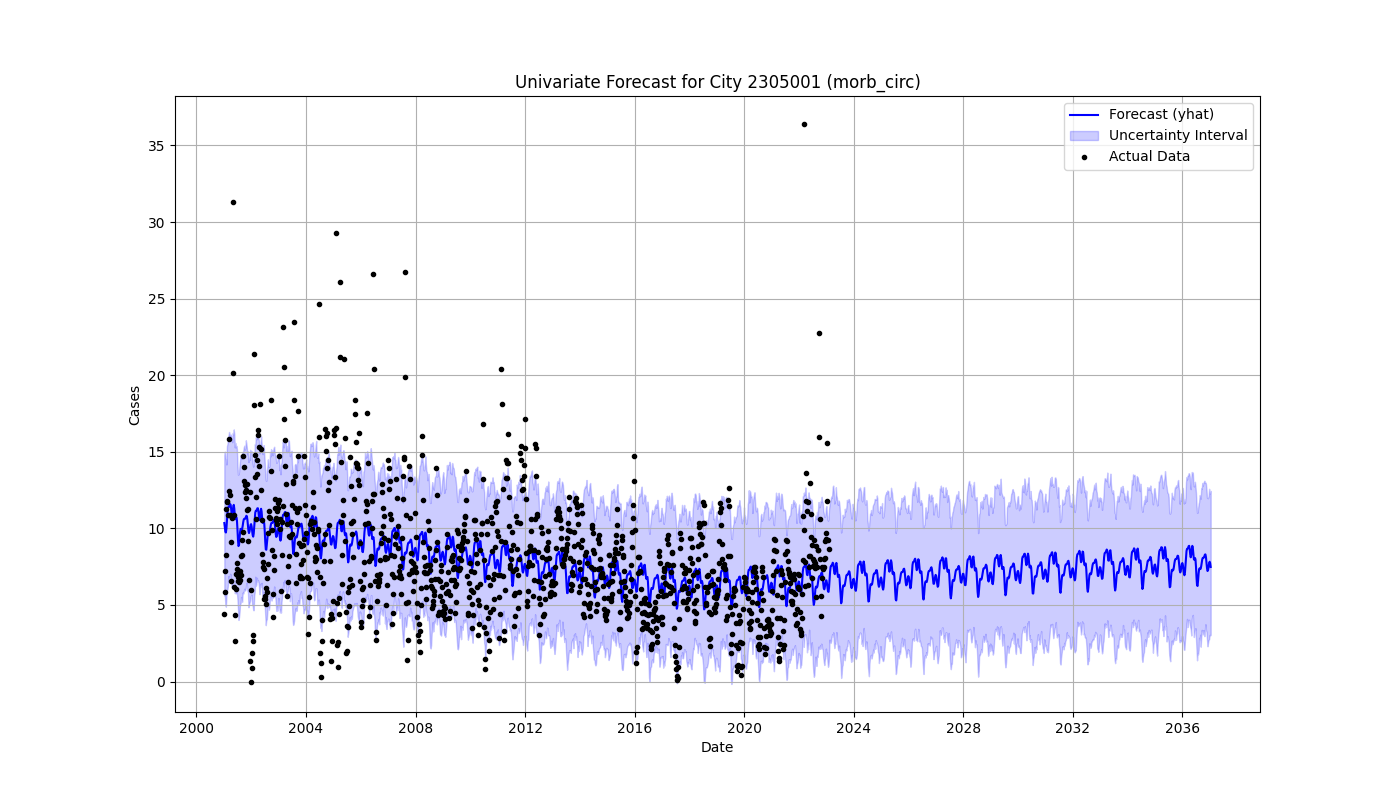 Univariate Forecast for City 2305001 (morb_circ)
Forecast (yhat)
Uncertainty Interval
Actual Data
Cases
35
30
25
20
15
10
5
0
2000 2004 2008 2012 2016 2020 2024 2028 2032 2036
Date